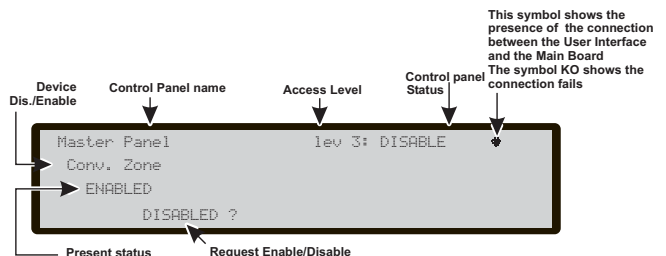 This symbol shows the
presence of the connection
between the User Interface
and the Main Board
The symbol KO shows the
connection fails
Device
Dis./Enable
Control Panel name
Access Level
Control panel
Status
Master Panel lev 3: DISABLE
Conv. Zone
ENABLED
DISABLED ?
Present status
Request Enable/Disable